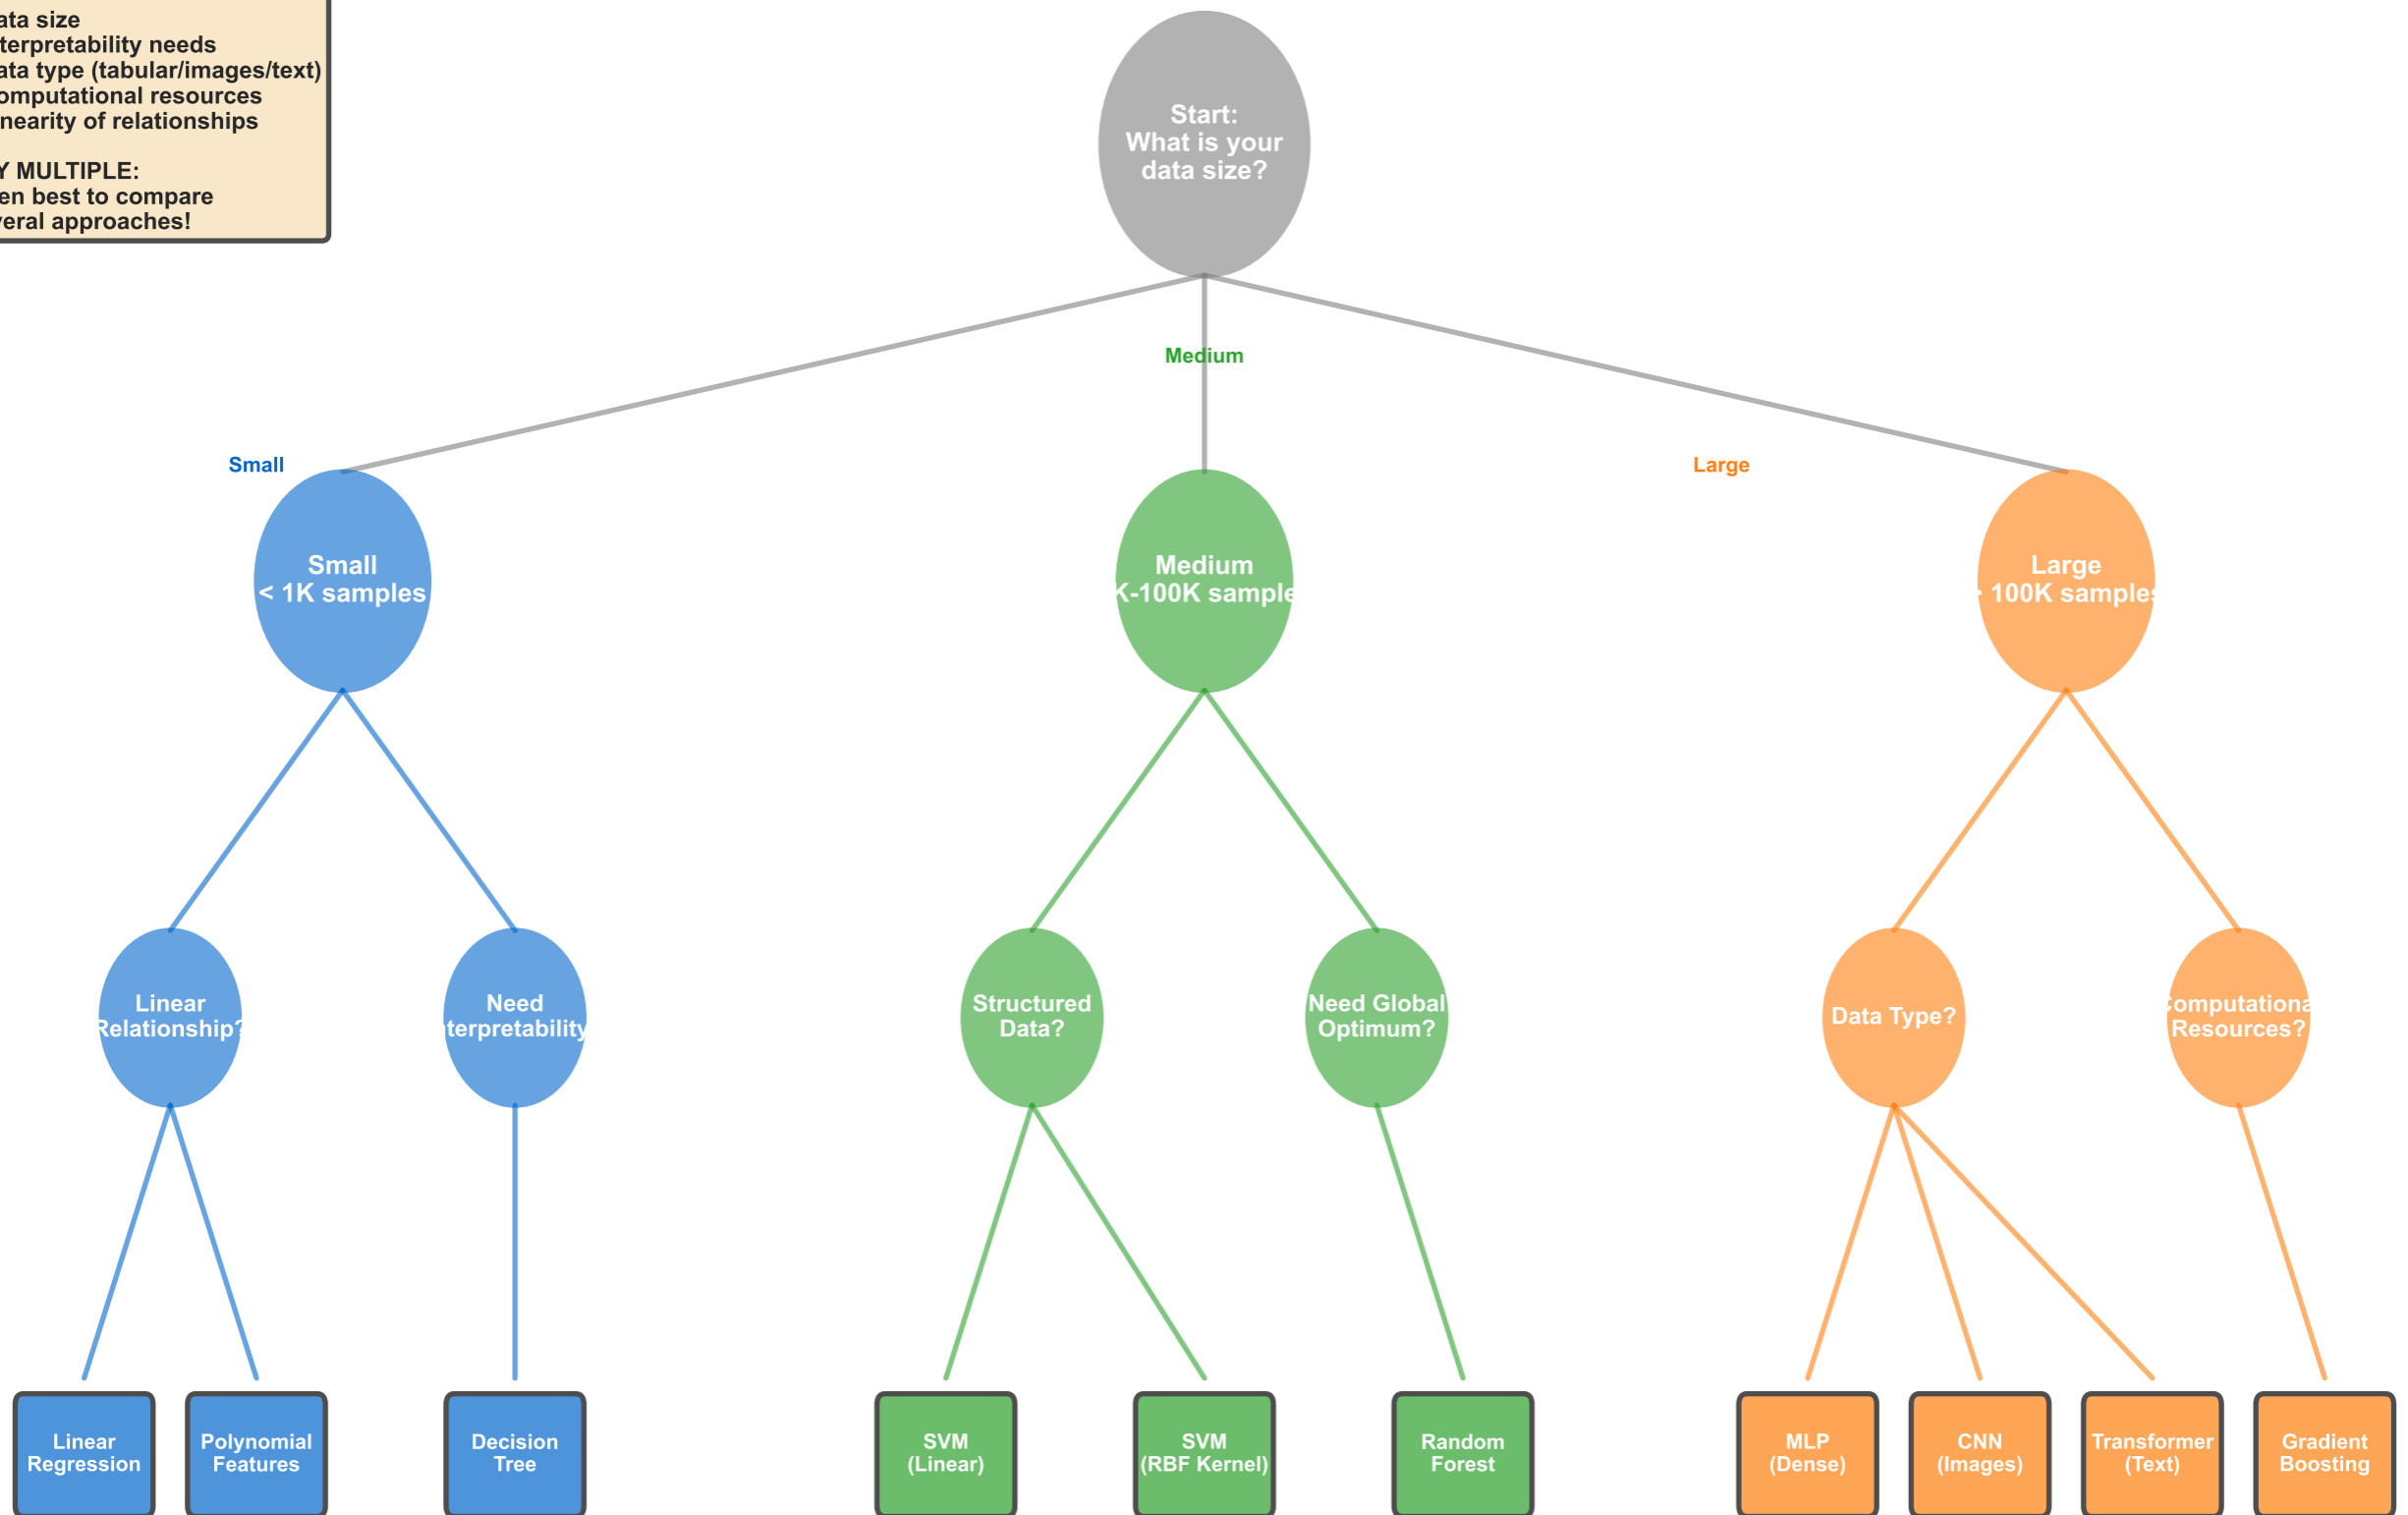 ata size
terpretability needs
ata type (tabular/images/text)
omputational resources
nearity of relationships
Y MULTIPLE:
en best to compare
veral approaches!
Start:
What is your
data size?
Medium
Small
Large
Small
< 1K samples
Medium
K-100K sample
Large
> 100K samples
Linear
Relationship?
Need
nterpretability
Structured
Data?
Need Global
Optimum?
Data Type?
Computationa
Resources?
Linear
Regression
Polynomial
Features
Decision
Tree
SVM
(Linear)
SVM
(RBF Kernel)
Random
Forest
MLP
(Dense)
CNN
(Images)
Transformer
(Text)
Gradient
Boosting